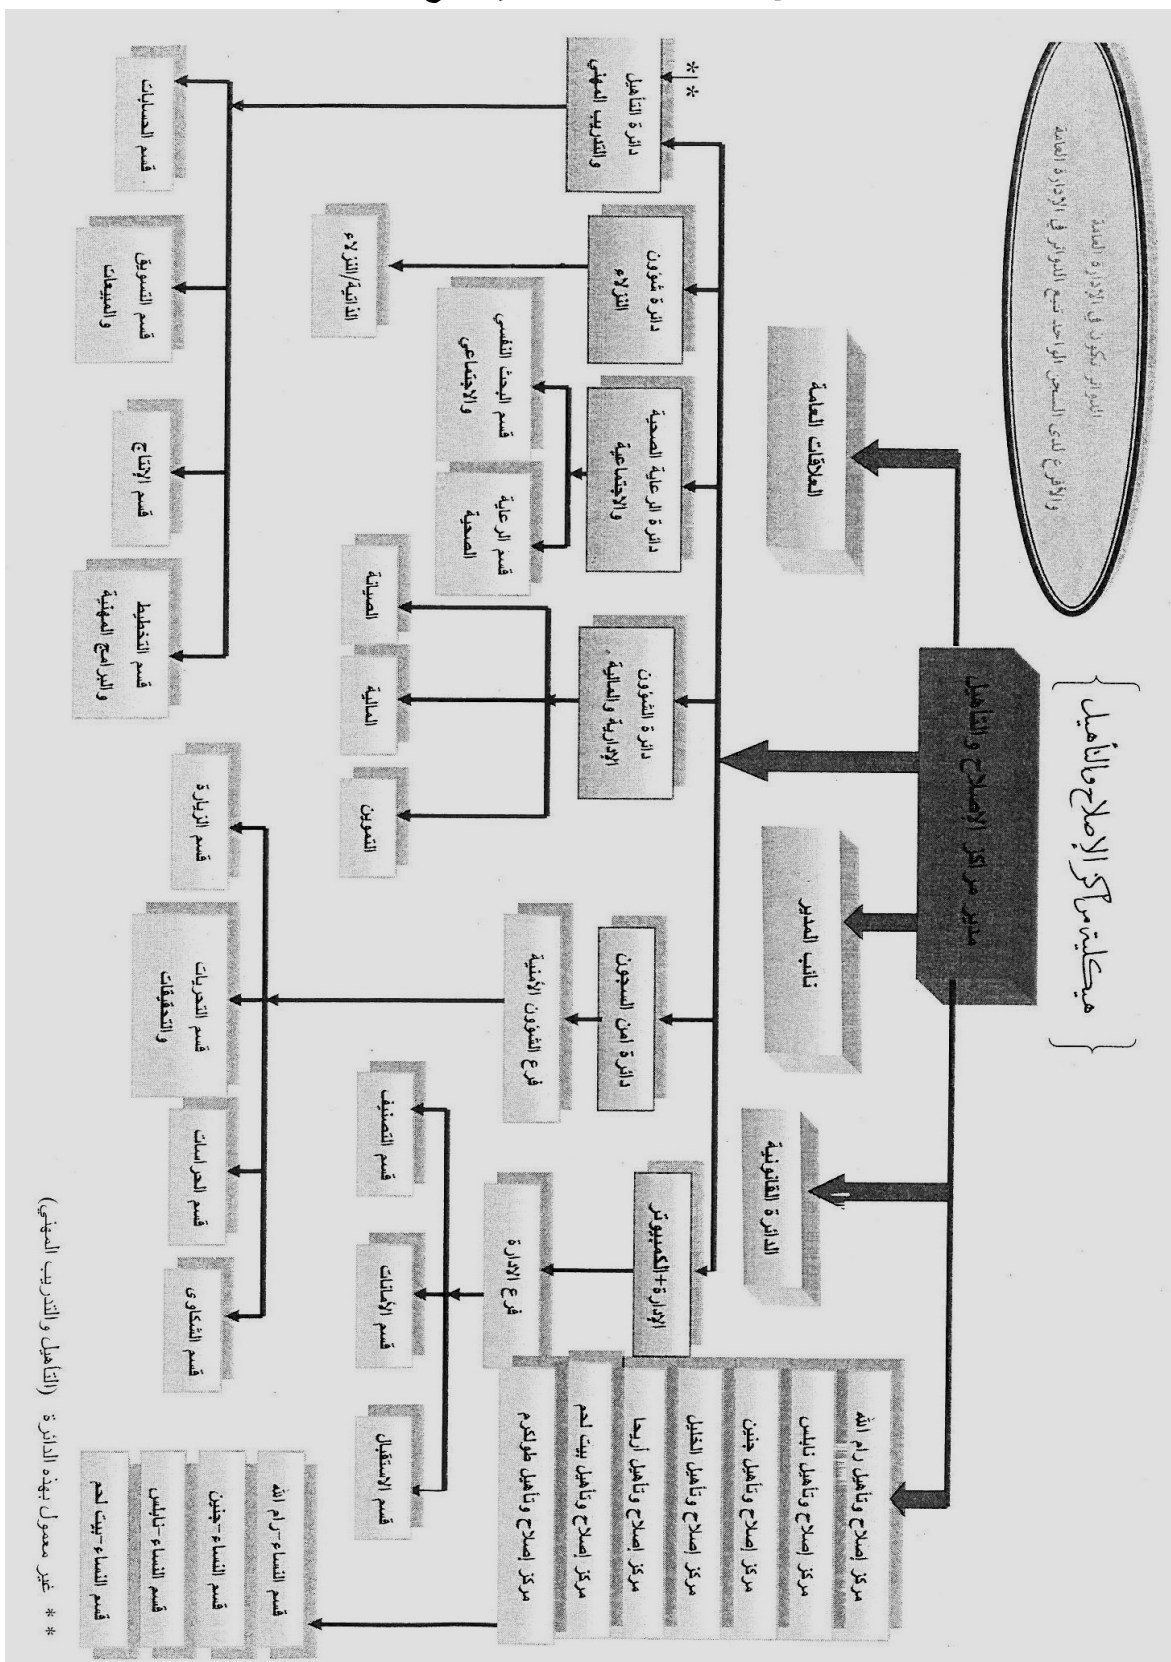 {هيكلية مراكز الإصلاح والتأهيل}
الدوائر تكون في الإدارة العامة
والأفرع لدى السجن الواحد تتبع الدوائر في الإدارة العامة
مدير مراكز الإصلاح والتأهيل
العلاقات العامة
نائب المدير
الدائرة القانونية
مركز إصلاح وتأهيل رام الله
مركز إصلاح وتأهيل نابلس
مركز إصلاح وتأهيل جنين
مركز إصلاح وتأهيل الخليل
مركز إصلاح وتأهيل أريحا
مركز إصلاح وتأهيل بيت لحم
مركز إصلاح وتأهيل طولكرم
**
دائرة التأهيل
والتدريب المهني
دائرة شؤون
النزلاء
دائرة الرعاية الصحية
والاجتماعية
دائرة الشؤون
الإدارية والمالية
دائرة امن السجون
الإدارة+الكمبيوتر
فرع الشؤون الأمنية
فرع الادارة
الذاتية/النزلاء
قسم البحث النفسي
والاجتماعي
قسم الرعاية
الصحية
الصيانة
المالية
التموين
قسم التصنيف
قسم الأمانات
قسم الاستقبال
قسم الحسابات
قسم التسويق
والمبيعات
قسم الإنتاج
قسم التخطيط
والبرامج المهنية
قسم الزيارة
قسم التحريات
والتحقيقات
قسم الحراسات
قسم الشكاوى
قسم النساء-رام الله
قسم النساء-جنين
قسم النساء-نابلس
قسم النساء-بيت لحم
** غير معمول بهذه الدائرة (التأهيل والتدريب المهني)